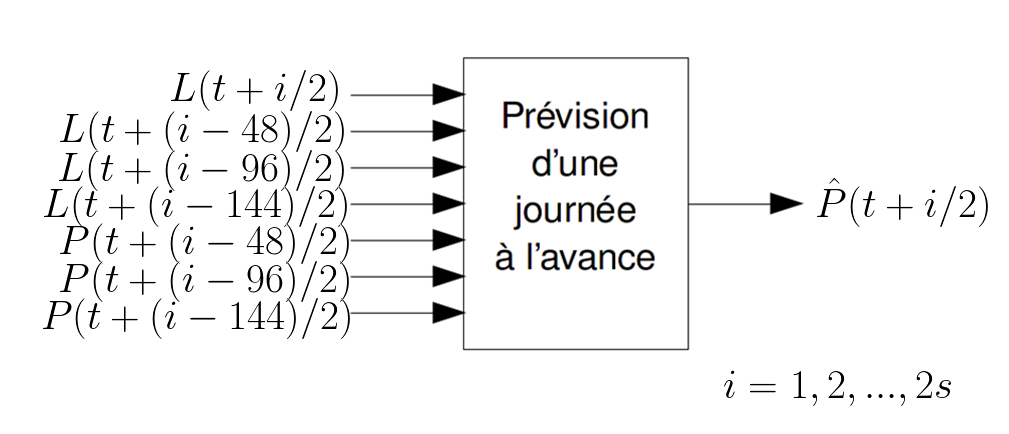 L(t + i/2)
L(t + (i − 48)/2)
L(t + (i − 96)/2)
L(t + (i − 144)/2)
P(t + (i − 48)/2)
P(t + (i − 96)/2)
P(t + (i − 144)/2)
Prévision
d'une
journée
à l'avance
P̂(t + i/2)
i = 1, 2, ..., 2s